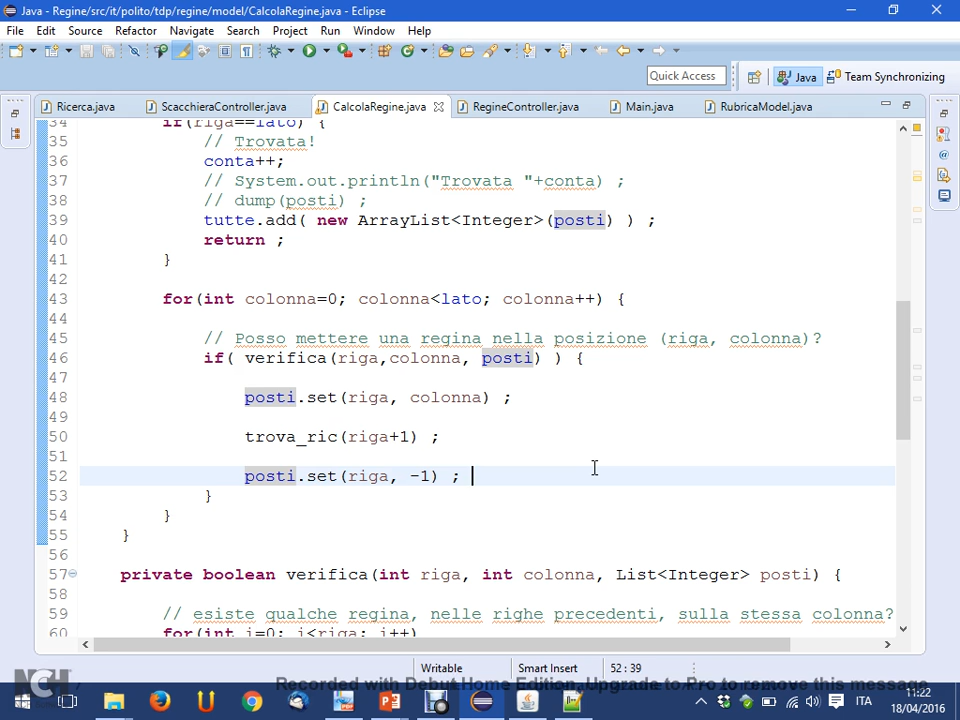 Java - Regine/src/it/polito/tdp/regine/model/CalcolaRegine.java - Eclipse
File Edit Source Refactor Navigate Search Project Run Window Help
Quick Access Java Team Synchronizing
Ricerca.java ScacchieraController.java CalcolaRegine.java RegineController.java Main.java RubricaModel.java
34 if(riga==lato) {
35 // Trovata!
36 conta++;
37 // System.out.println("Trovata "+conta) ;
38 // dump(posti) ;
39 tutte.add( new ArrayList<Integer>(posti) ) ;
40 return ;
41 }
42
43 for(int colonna=0; colonna<lato; colonna++) {
44
45 // Posso mettere una regina nella posizione (riga, colonna)?
46 if( verifica(riga,colonna, posti) ) {
47
48 posti.set(riga, colonna) ;
49
50 trova_ric(riga+1) ;
51
52 posti.set(riga, -1) ;
53 }
54 }
55 }
56
57 private boolean verifica(int riga, int colonna, List<Integer> posti) {
58
59 // esiste qualche regina, nelle righe precedenti, sulla stessa colonna?
60 for(int i=0; i<riga; i++)
Writable Smart Insert 52 : 39
NCH
Recorded with Debut Home Edition. Upgrade to Pro to remove this message
ITA
11:22
18/04/2016